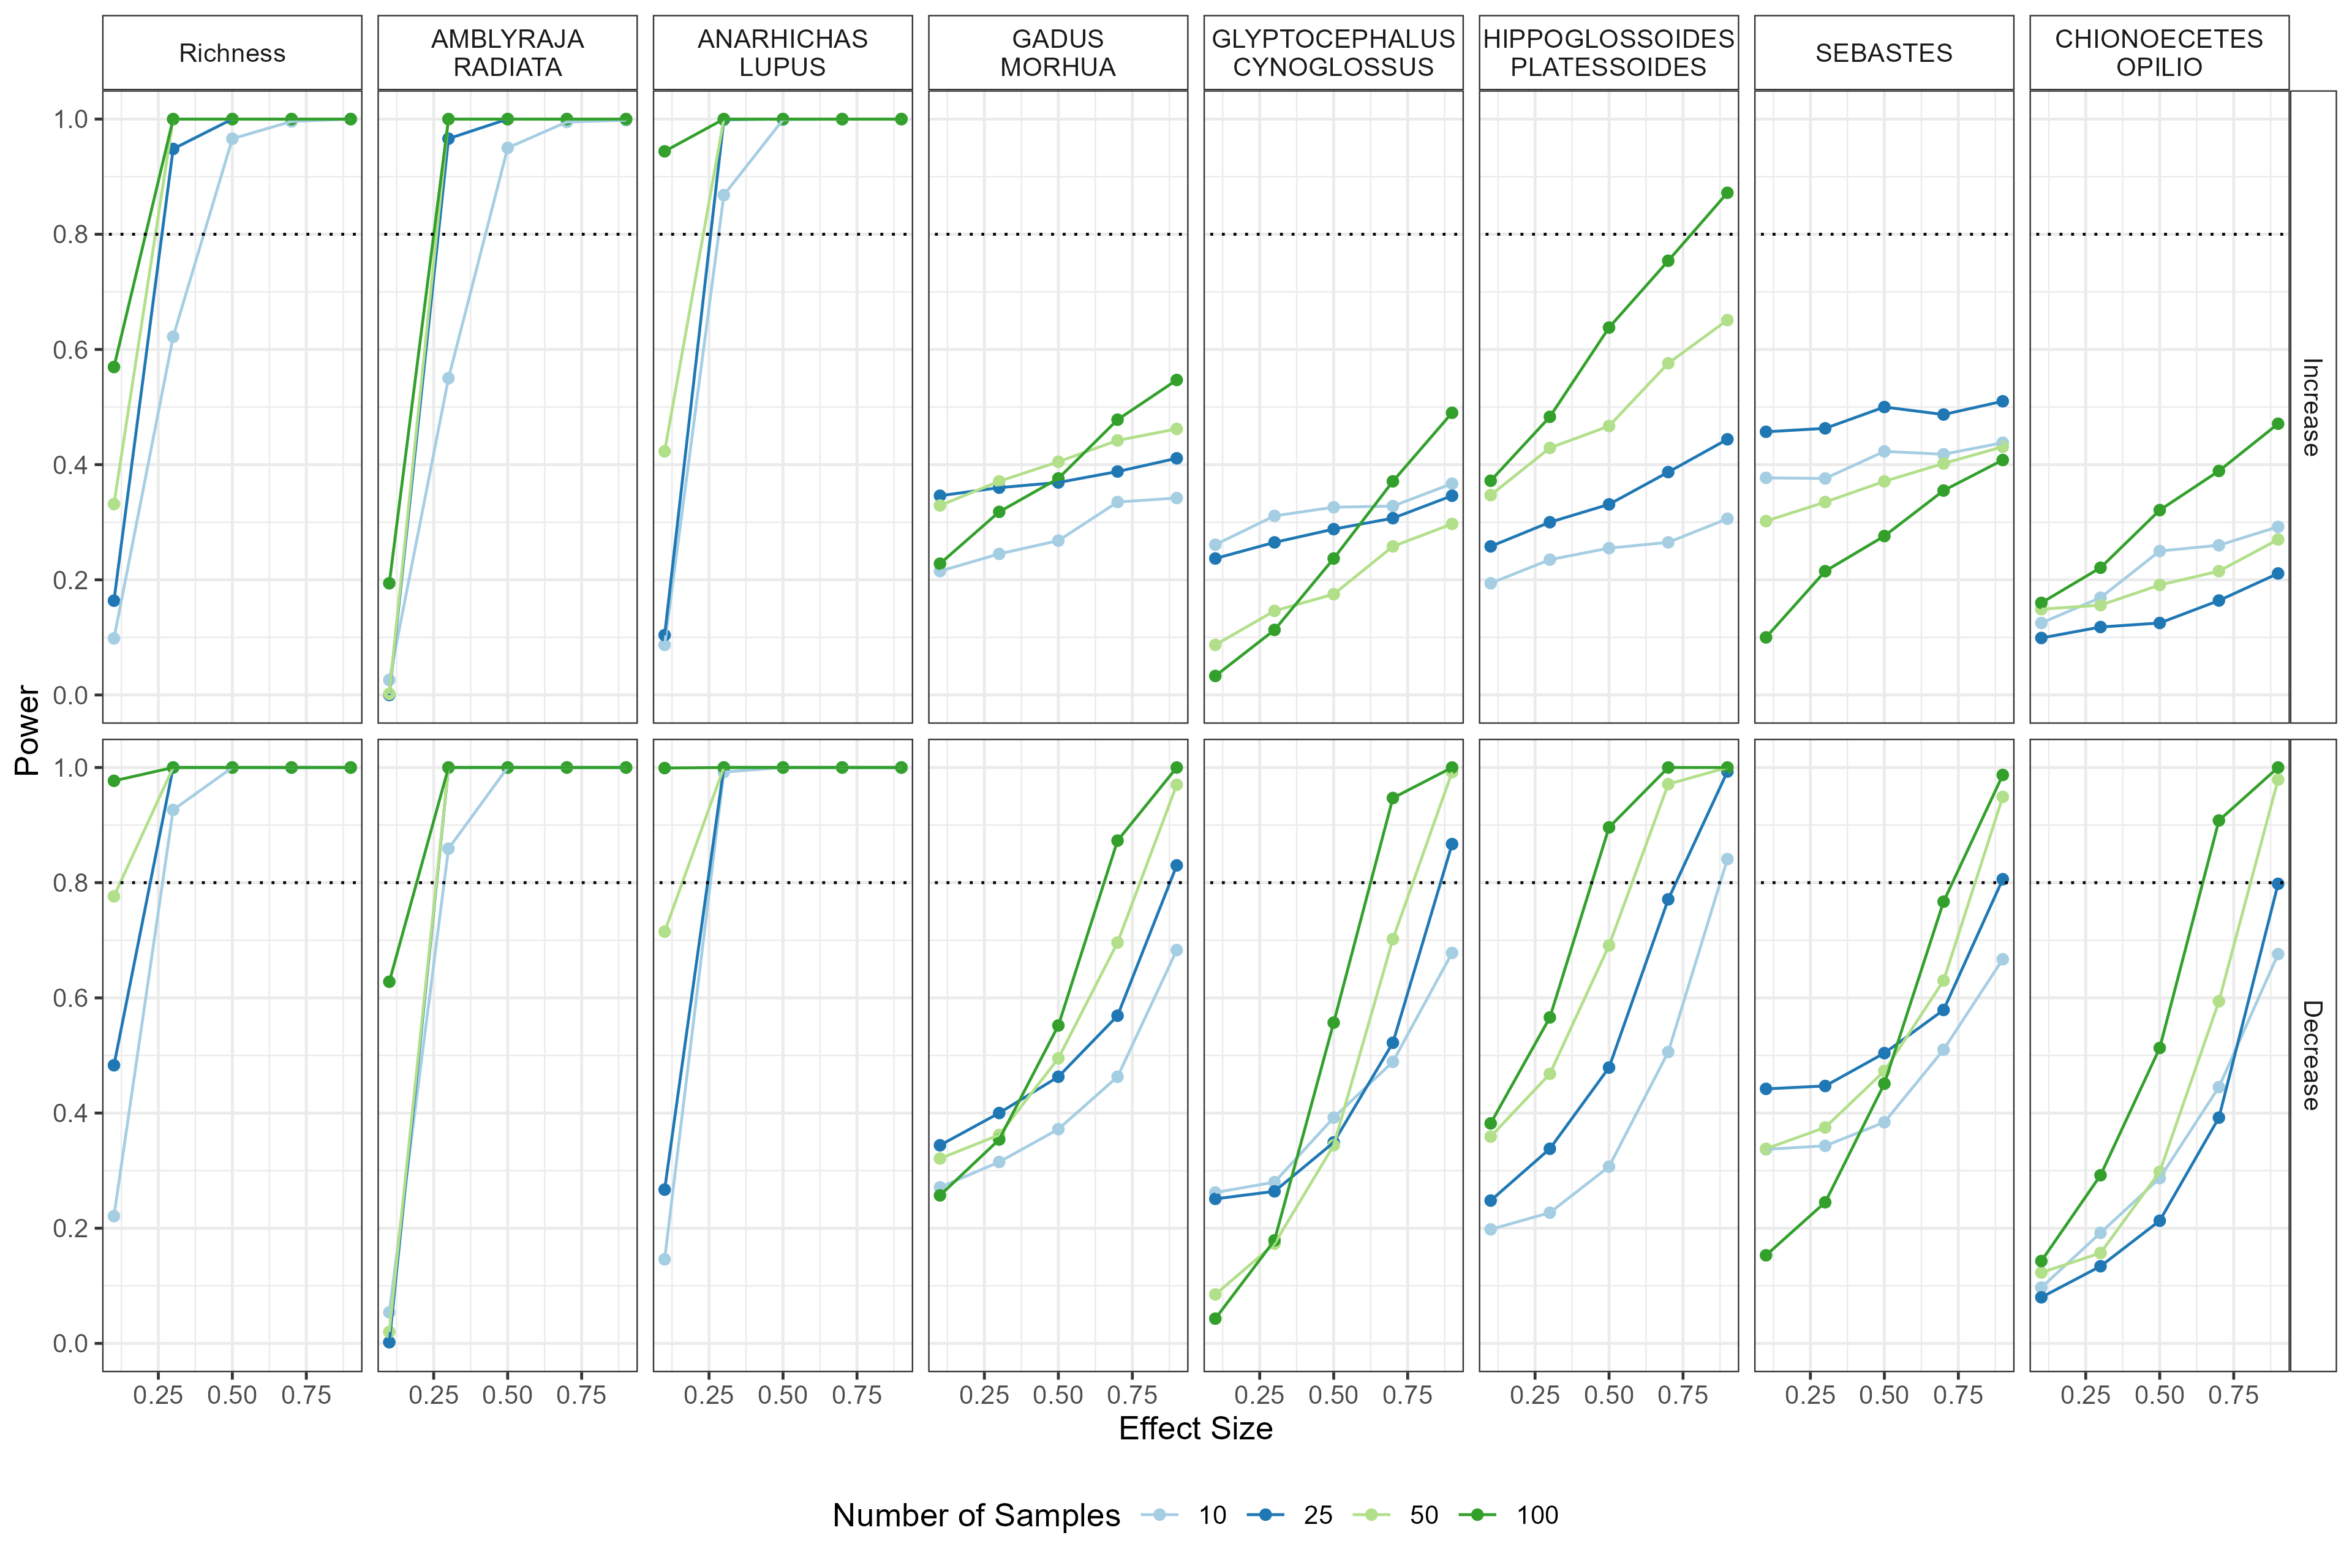 Richness
AMBLYRAJA
RADIATA
ANARHICHAS
LUPUS
GADUS
MORHUA
GLYPTOCEPHALUS
CYNOGLOSSUS
HIPPOGLOSSOIDES
PLATESSOIDES
SEBASTES
CHIONOECETES
OPILIO
1.0
0.8
0.6
0.4
0.2
0.0
Increase
Power
1.0
0.8
0.6
0.4
0.2
0.0
Decrease
0.25 0.50 0.75 0.25 0.50 0.75 0.25 0.50 0.75 0.25 0.50 0.75 0.25 0.50 0.75 0.25 0.50 0.75 0.25 0.50 0.75 0.25 0.50 0.75
Effect Size
Number of Samples 10 25 50 100